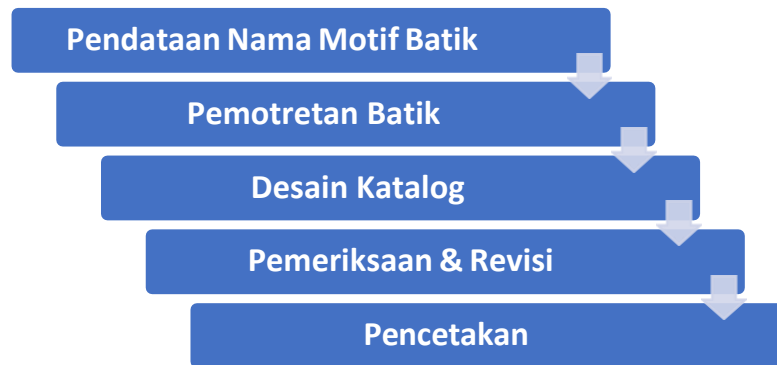 Pendataan Nama Motif Batik
Pemotretan Batik
Desain Katalog
Pemeriksaan & Revisi
Pencetakan